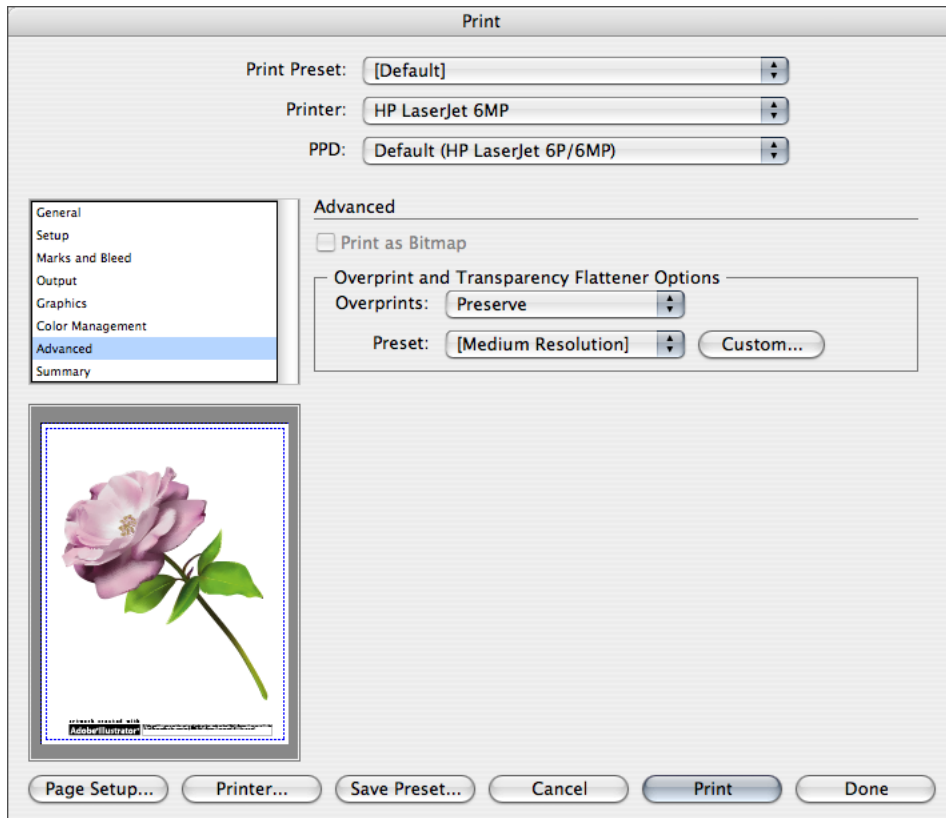 Print
Print Preset: [Default]
Printer: HP LaserJet 6MP
PPD: Default (HP LaserJet 6P/6MP)
General
Setup
Marks and Bleed
Output
Graphics
Color Management
Advanced
Summary
Advanced
Print as Bitmap
Overprint and Transparency Flattener Options
Overprints: Preserve
Preset: [Medium Resolution] Custom...
artwork created with
Adobe Illustrator
Page Setup... Printer... Save Preset... Cancel Print Done